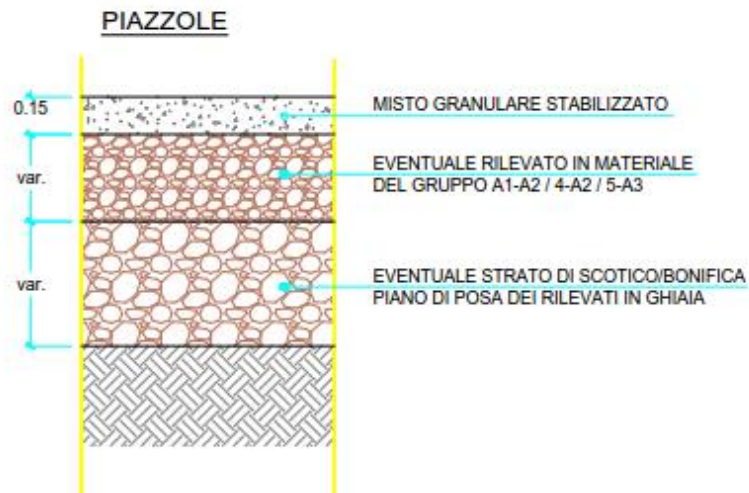 PIAZZOLE
0.15
MISTO GRANULARE STABILIZZATO
var.
EVENTUALE RILEVATO IN MATERIALE
DEL GRUPPO A1-A2 / 4-A2 / 5-A3
var.
EVENTUALE STRATO DI SCOTICO/BONIFICA
PIANO DI POSA DEI RILEVATI IN GHIAIA